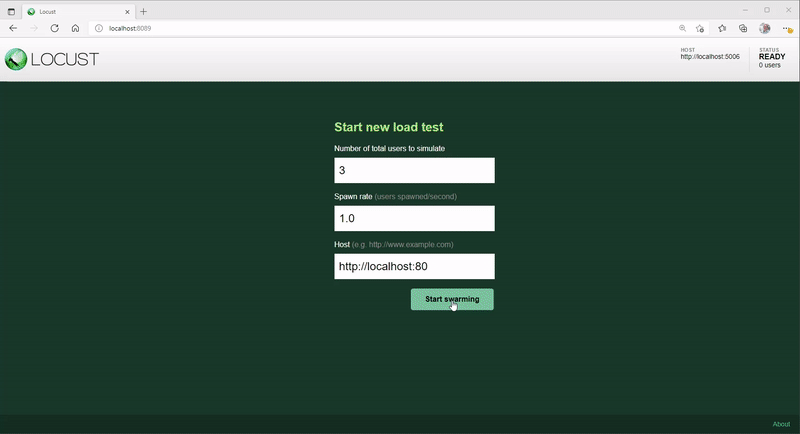 Locust
localhost:8089
LOCUST
HOST
http://localhost:5006
STATUS
READY
0 users
Start new load test
Number of total users to simulate
3
Spawn rate (users spawned/second)
1.0
Host (e.g. http://www.example.com)
http://localhost:80
Start swarming
About